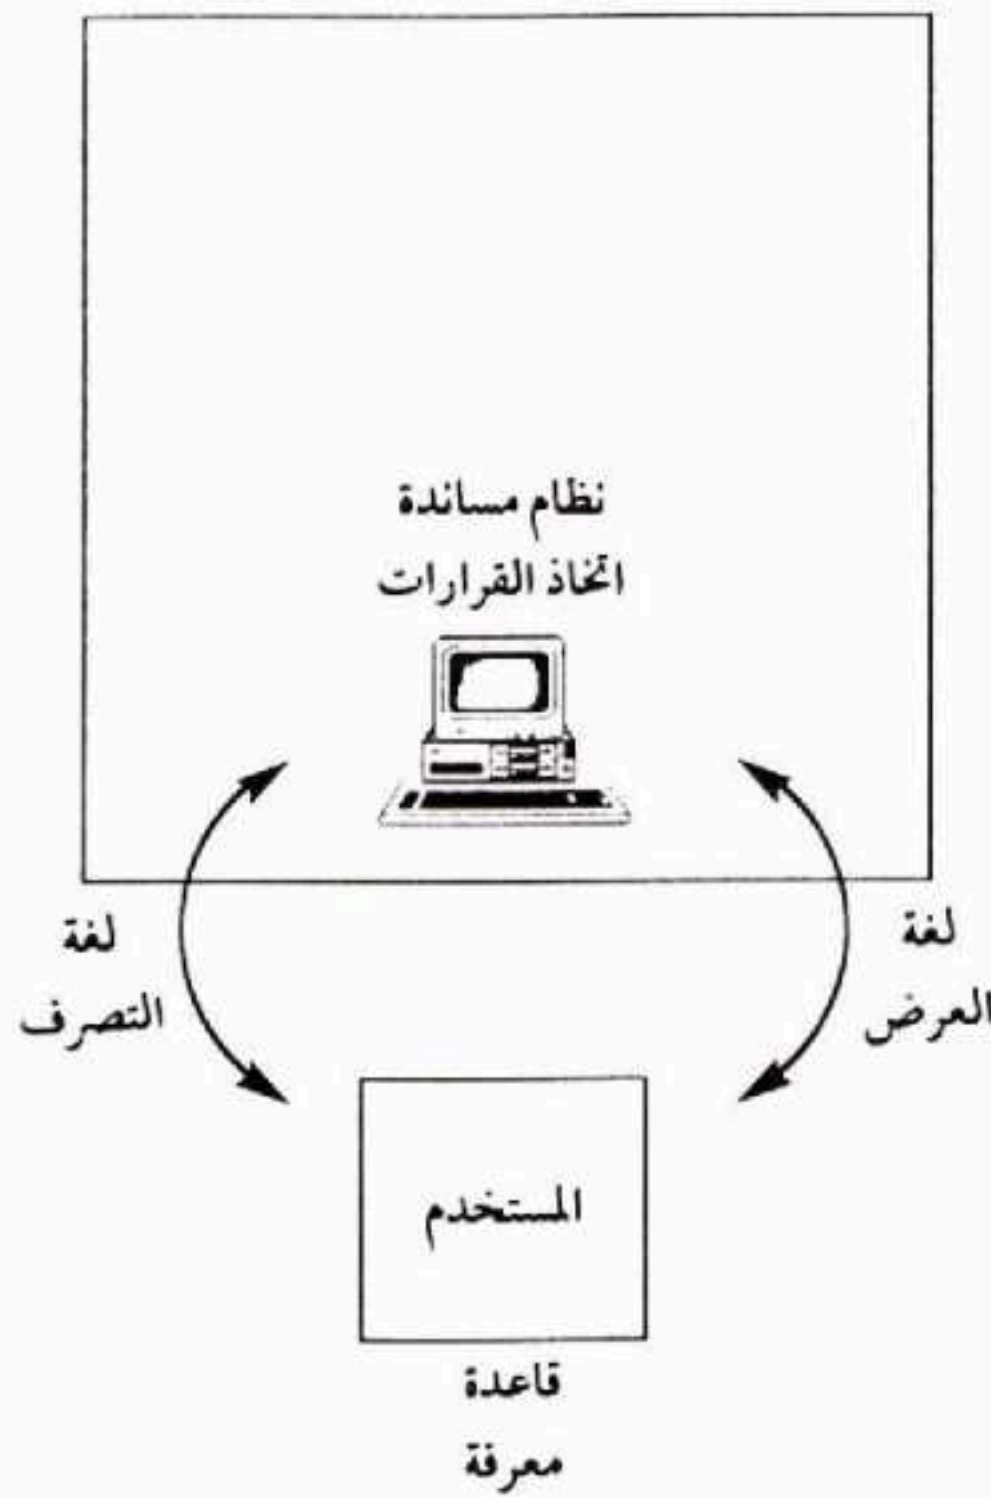 نظام مساندة
اتخاذ القرارات
لغة
العرض
لغة
التصرف
المستخدم
قاعدة
معرفة